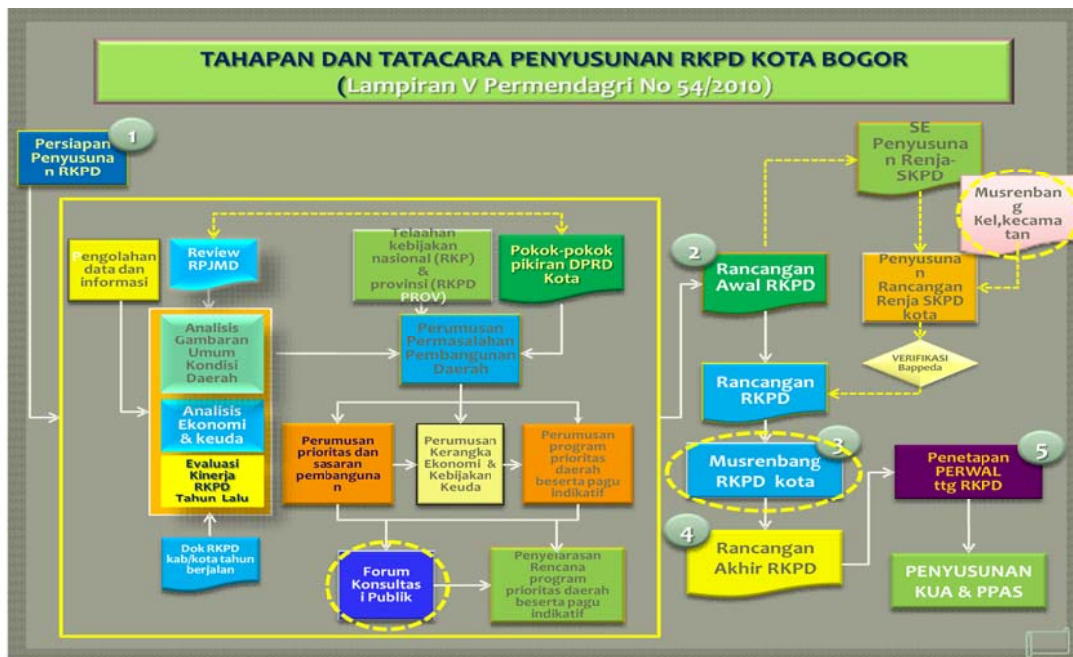 TAHAPAN DAN TATACARA PENYUSUNAN RKPD KOTA BOGOR
(Lampiran V Permendagri No 54/2010)
1
Persiapan
Penyusuna
n RKPD
Pengolahan
data dan
informasi
Review
RPJMD
Telaahan
kebijakan
nasional (RKP)
&
provinsi (RKPD
PROV)
Pokok-pokok
pikiran DPRD
Kota
Analisis
Gambaran
Umum
Kondisi
Daerah
Analisis
Ekonomi
& keuda
Evaluasi
Kinerja
RKPD
Tahun Lalu
Dok RKPD
kab/kota tahun
berjalan
Perumusan
Permasalahan
Pembangunan
Daerah
Perumusan
prioritas dan
sasaran
pembanguna
n
Perumusan
Kerangka
Ekonomi &
Kebijakan
Keuda
Perumusan
program
prioritas
daerah
beserta pagu
indikatif
Forum
Konsultas
i Publik
Penyelarasan
Rencana
program
prioritas daerah
beserta pagu
indikatif
2
Rancangan
Awal RKPD
SE
Penyusuna
n Renja-
SKPD
Musrenban
g
Kel,kecama
tan
Penyusuna
n
Rancangan
Renja SKPD
kota
VERIFIKASI
Bappeda
Rancangan
RKPD
3
Musrenbang
RKPD kota
4
Rancangan
Akhir RKPD
5
Penetapan
PERWAL
ttg RKPD
PENYUSUNAN
KUA & PPAS